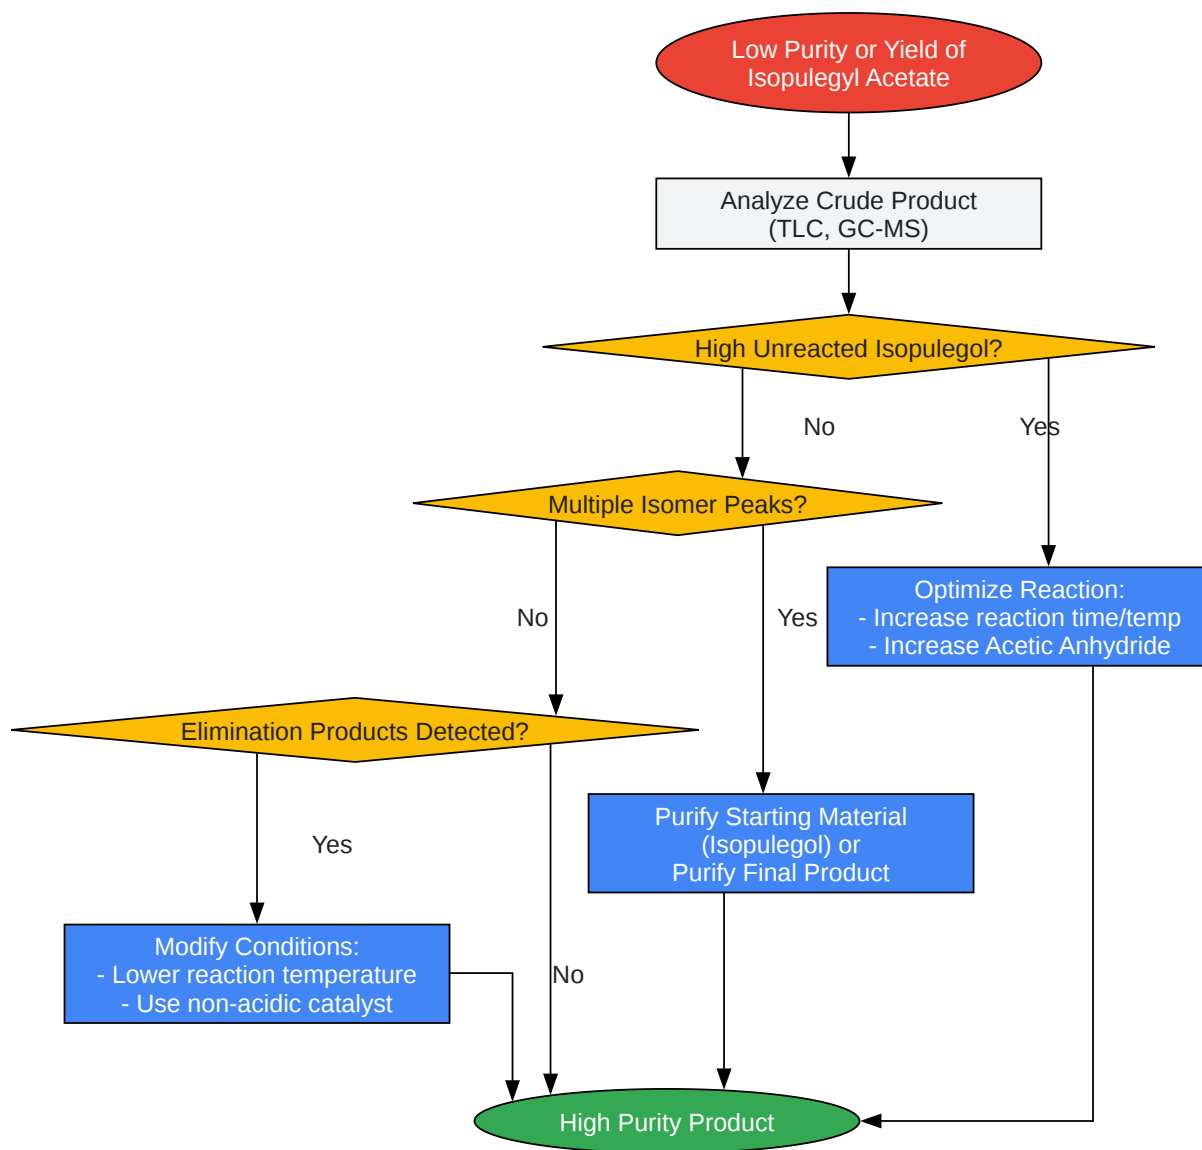 Low Purity or Yield of
Isopulegyl Acetate
Analyze Crude Product
(TLC, GC-MS)
High Unreacted Isopulegol?
No
Yes
Multiple Isomer Peaks?
No
Yes
Optimize Reaction:
- Increase reaction time/temp
- Increase Acetic Anhydride
Elimination Products Detected?
Yes
No
Purify Starting Material
(Isopulegol) or
Purify Final Product
Modify Conditions:
- Lower reaction temperature
- Use non-acidic catalyst
High Purity Product